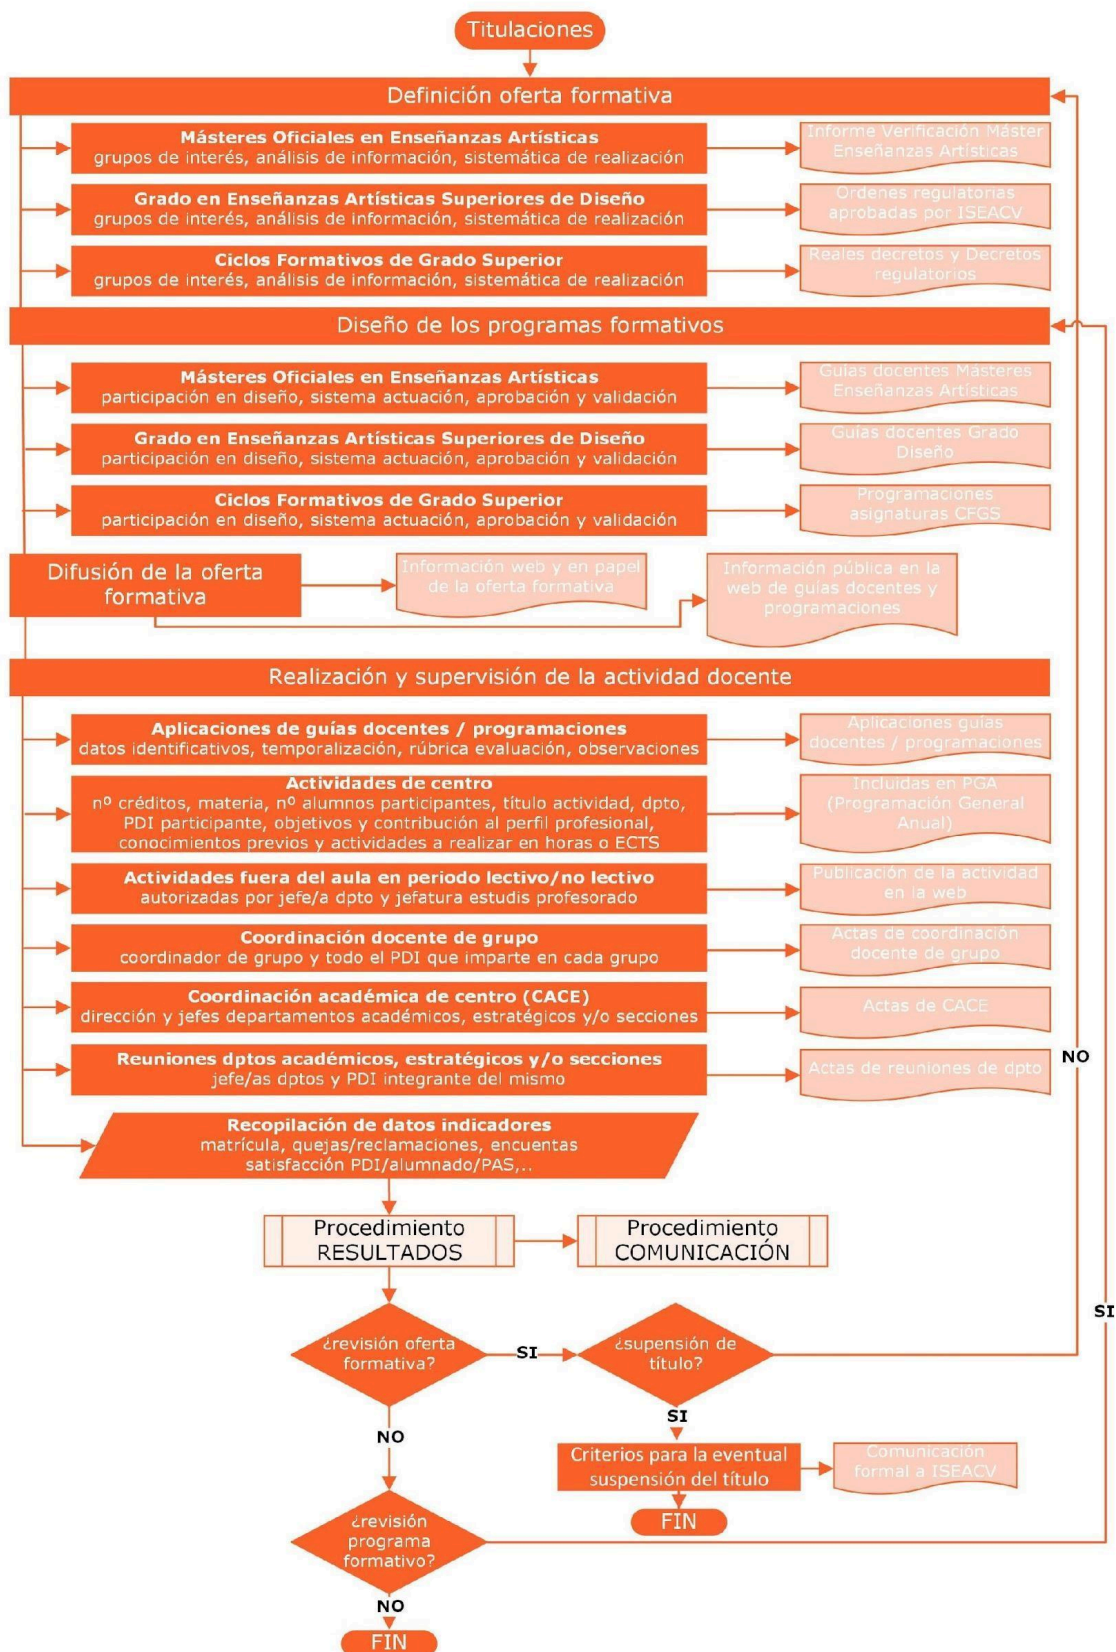 Titulaciones
Definición oferta formativa
Másteres Oficiales en Enseñanzas Artísticas
grupos de interés, análisis de información, sistemática de realización
Informe Verificación Máster
Enseñanzas Artísticas
Grado en Enseñanzas Artísticas Superiores de Diseño
grupos de interés, análisis de información, sistemática de realización
Ordenes regulatorias
aprobadas por ISEACV
Ciclos Formativos de Grado Superior
grupos de interés, análisis de información, sistemática de realización
Reales decretos y Decretos
regulatorios
Diseño de los programas formativos
Másteres Oficiales en Enseñanzas Artísticas
participación en diseño, sistema actuación, aprobación y validación
Guías docentes Másteres
Enseñanzas Artísticas
Grado en Enseñanzas Artísticas Superiores de Diseño
participación en diseño, sistema actuación, aprobación y validación
Guías docentes Grado
Diseño
Ciclos Formativos de Grado Superior
participación en diseño, sistema actuación, aprobación y validación
Programaciones
asignaturas CFGS
Difusión de la oferta
formativa
Información web y en papel
de la oferta formativa
Información pública en la
web de guías docentes y
programaciones
Realización y supervisión de la actividad docente
Aplicaciones de guías docentes / programaciones
datos identificativos, temporalización, rúbrica evaluación, observaciones
Aplicaciones guías
docentes / programaciones
Actividades de centro
nº créditos, materia, nº alumnos participantes, título actividad, dpto,
PDI participante, objetivos y contribución al perfil profesional,
conocimientos previos y actividades a realizar en horas o ECTS
Incluidas en PGA
(Programación General
Anual)
Actividades fuera del aula en periodo lectivo/no lectivo
autorizadas por jefe/a dpto y jefatura estudis profesorado
Publicación de la actividad
en la web
Coordinación docente de grupo
coordinador de grupo y todo el PDI que imparte en cada grupo
Actas de coordinación
docente de grupo
Coordinación académica de centro (CACE)
dirección y jefes departamentos académicos, estratégicos y/o secciones
Actas de CACE
NO
Reuniones dptos académicos, estratégicos y/o secciones
jefe/as dptos y PDI integrante del mismo
Actas de reuniones de dpto
Recopilación de datos indicadores
matrícula, quejas/reclamaciones, encuentas
satisfacción PDI/alumnado/PAS,..
Procedimiento
RESULTADOS
Procedimiento
COMUNICACIÓN
SI
¿revisión oferta
formativa?
SI
¿supensión de
título?
SI
NO
Criterios para la eventual
suspensión del título
Comunicación
formal a ISEACV
FIN
¿revisión
programa
formativo?
NO
FIN